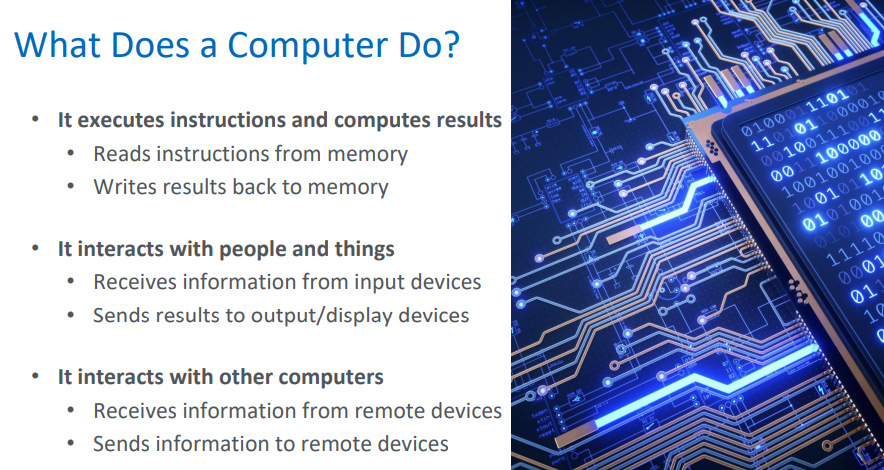 What Does a Computer Do?
• It executes instructions and computes results
• Reads instructions from memory
• Writes results back to memory
• It interacts with people and things
• Receives information from input devices
• Sends results to output/display devices
• It interacts with other computers
• Receives information from remote devices
• Sends information to remote devices